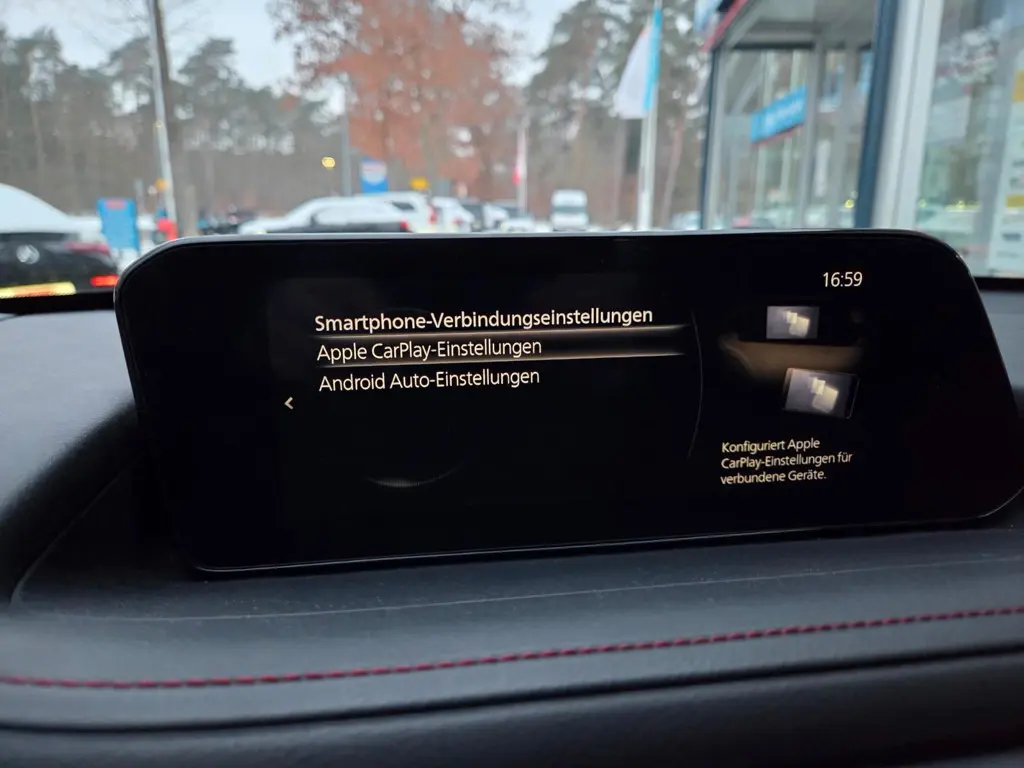 16:59
Smartphone-Verbindungseinstellungen
Apple CarPlay-Einstellungen
Android Auto-Einstellungen
Konfiguriert Apple
CarPlay-Einstellungen für
verbundene Geräte.